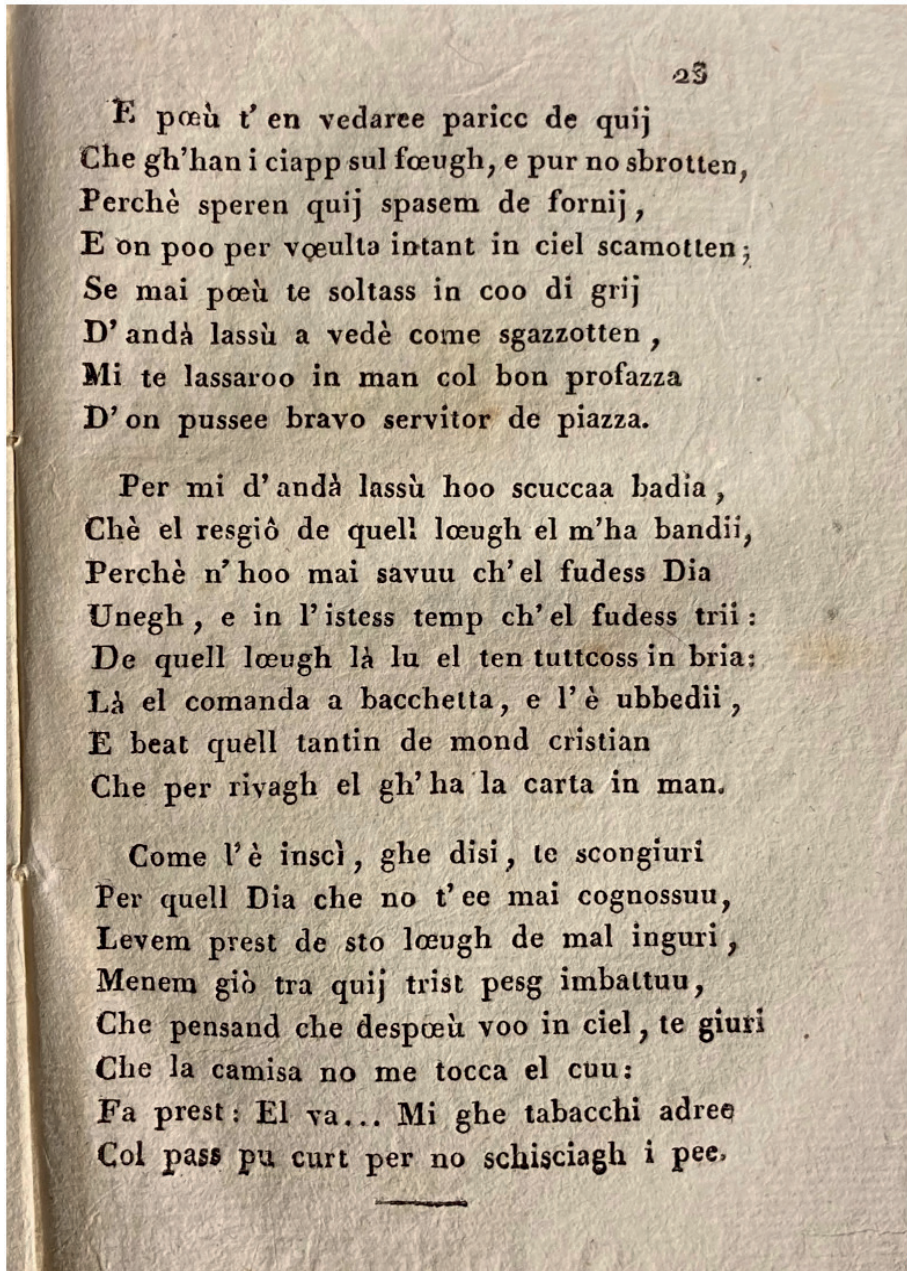 23
E pœù t' en vedaree paricc de quij
Che gh'han i ciapp sul fœugh, e pur no sbrotten,
Perchè speren quij spasem de fornij,
E on poo per vœulta intant in ciel scamotten;
Se mai pœù te soltass in coo di grij
D' andà lassù a vedè come sgazzotten,
Mi te lassaroo in man col bon profazza
D' on pussee bravo servitor de piazza.
Per mi d' andà lassù hoo scuccaa badia,
Chè el resgiô de quell lœugh el m'ha bandii,
Perchè n' hoo mai savuu ch' el fudess Dia
Unegh, e in l' istess temp ch' el fudess trii:
De quell lœugh là lu el ten tuttcoss in bria:
Là el comanda a bacchetta, e l' è ubbedii,
E beat quell tantin de mond cristian
Che per rivagh el gh' ha la carta in man.
Come l' è inscì, ghe disi, te scongiuri
Per quell Dia che no t' ee mai cognossuu,
Levem prest de sto lœugh de mal inguri,
Menem giò tra quij trist pesg imbattuu,
Che pensand che despœù voo in ciel, te giuri
Che la camisa no me tocca el cuu:
Fa prest: El va... Mi ghe tabacchi adree
Col pass pu curt per no schisciagh i pee.